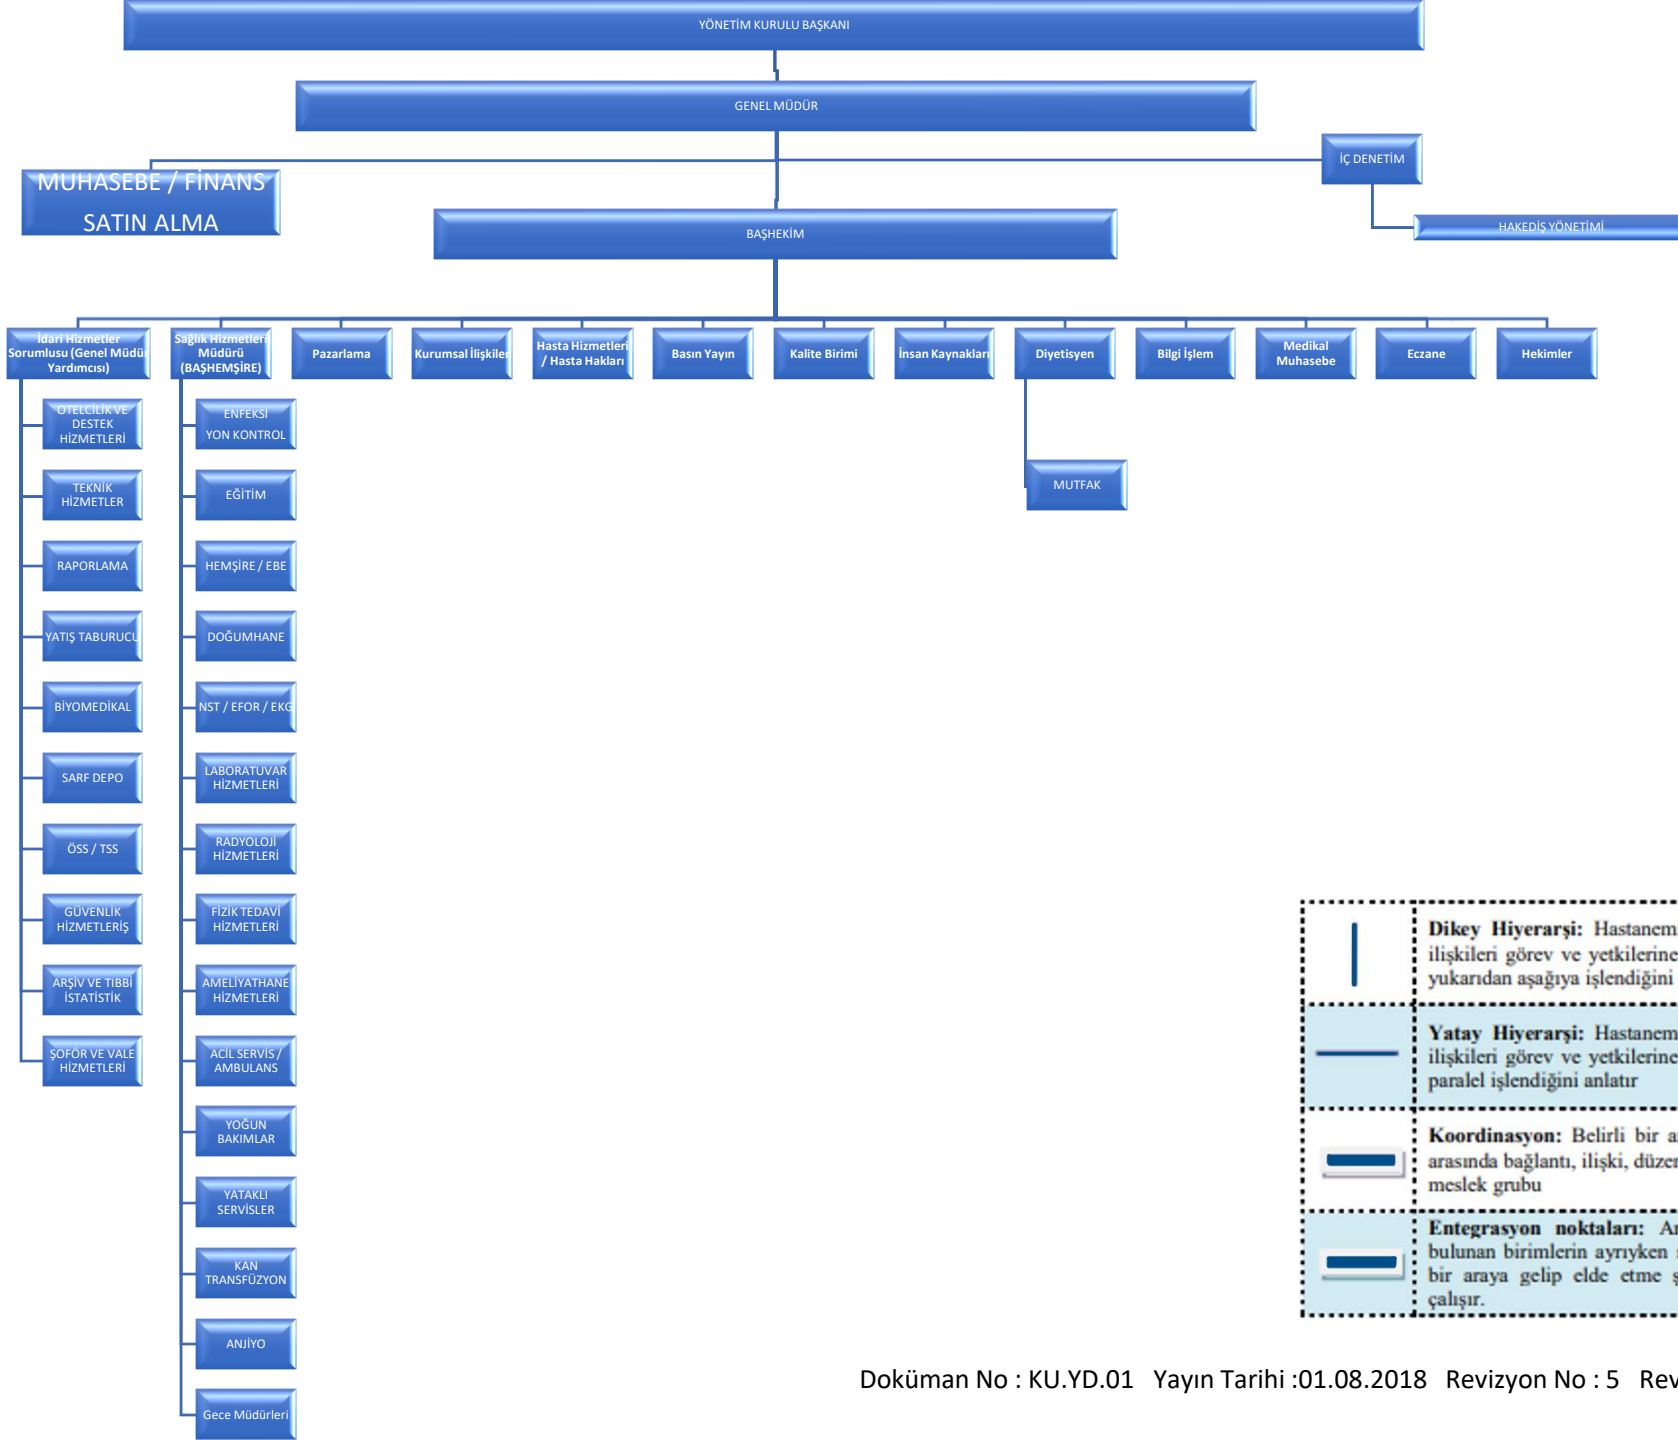 YÖNETİM KURULU BAŞKANI
GENEL MÜDÜR
İÇ DENETİM
MUHASEBE / FİNANS
SATIN ALMA
BAŞHEKİM
HAKEDİŞ YÖNETİMİ
İdari Hizmetler
Sorumlusu (Genel Müdür
Yardımcısı)
Sağlık Hizmetleri
Müdürü
(BAŞHEMŞİRE)
Pazarlama
Kurumsal İlişkiler
Hasta Hizmetleri
/ Hasta Hakları
Basın Yayın
Kalite Birimi
İnsan Kaynakları
Diyetisyen
Bilgi İşlem
Medikal
Muhasebe
Eczane
Hekimler
OTELCİLİK VE
DESTEK
HİZMETLERİ
TEKNİK
HİZMETLER
RAPORLAMA
YATIŞ TABURUCU
BİYOMEDİKAL
SARF DEPO
ÖSS / TSS
GÜVENLİK
HİZMETLERİŞ
ARŞİV VE TIBBİ
İSTATİSTİK
ŞOFÖR VE VALE
HİZMETLERİ
ENFEKSİ
YON KONTROL
EĞİTİM
HEMŞİRE / EBE
DOĞUMHANE
NST / EFOR / EKG
LABORATUVAR
HİZMETLERİ
RADYOLOJİ
HİZMETLERİ
FİZİK TEDAVİ
HİZMETLERİ
AMELİYATHANE
HİZMETLERİ
ACİL SERVİS /
AMBULANS
YOĞUN
BAKIMLAR
YATAKLI
SERVİSLER
KAN
TRANSFÜZYON
ANJİYO
Gece Müdürleri
MUTFAK
Dikey Hiyerarşi: Hastanemi
ilişkileri görev ve yetkilerine
yukarıdan aşağıya işlendiğini
Yatay Hiyerarşi: Hastanem
ilişkileri görev ve yetkilerine
paralel işlendiğini anlatır
Koordinasyon: Belirli bir a
arasında bağlantı, ilişki, düzen
meslek grubu
Entegrasyon noktaları: An
bulunan birimlerin ayrıyken
bir araya gelip elde etme ş
çalışır.
Doküman No : KU.YD.01 Yayın Tarihi :01.08.2018 Revizyon No : 5 Rev